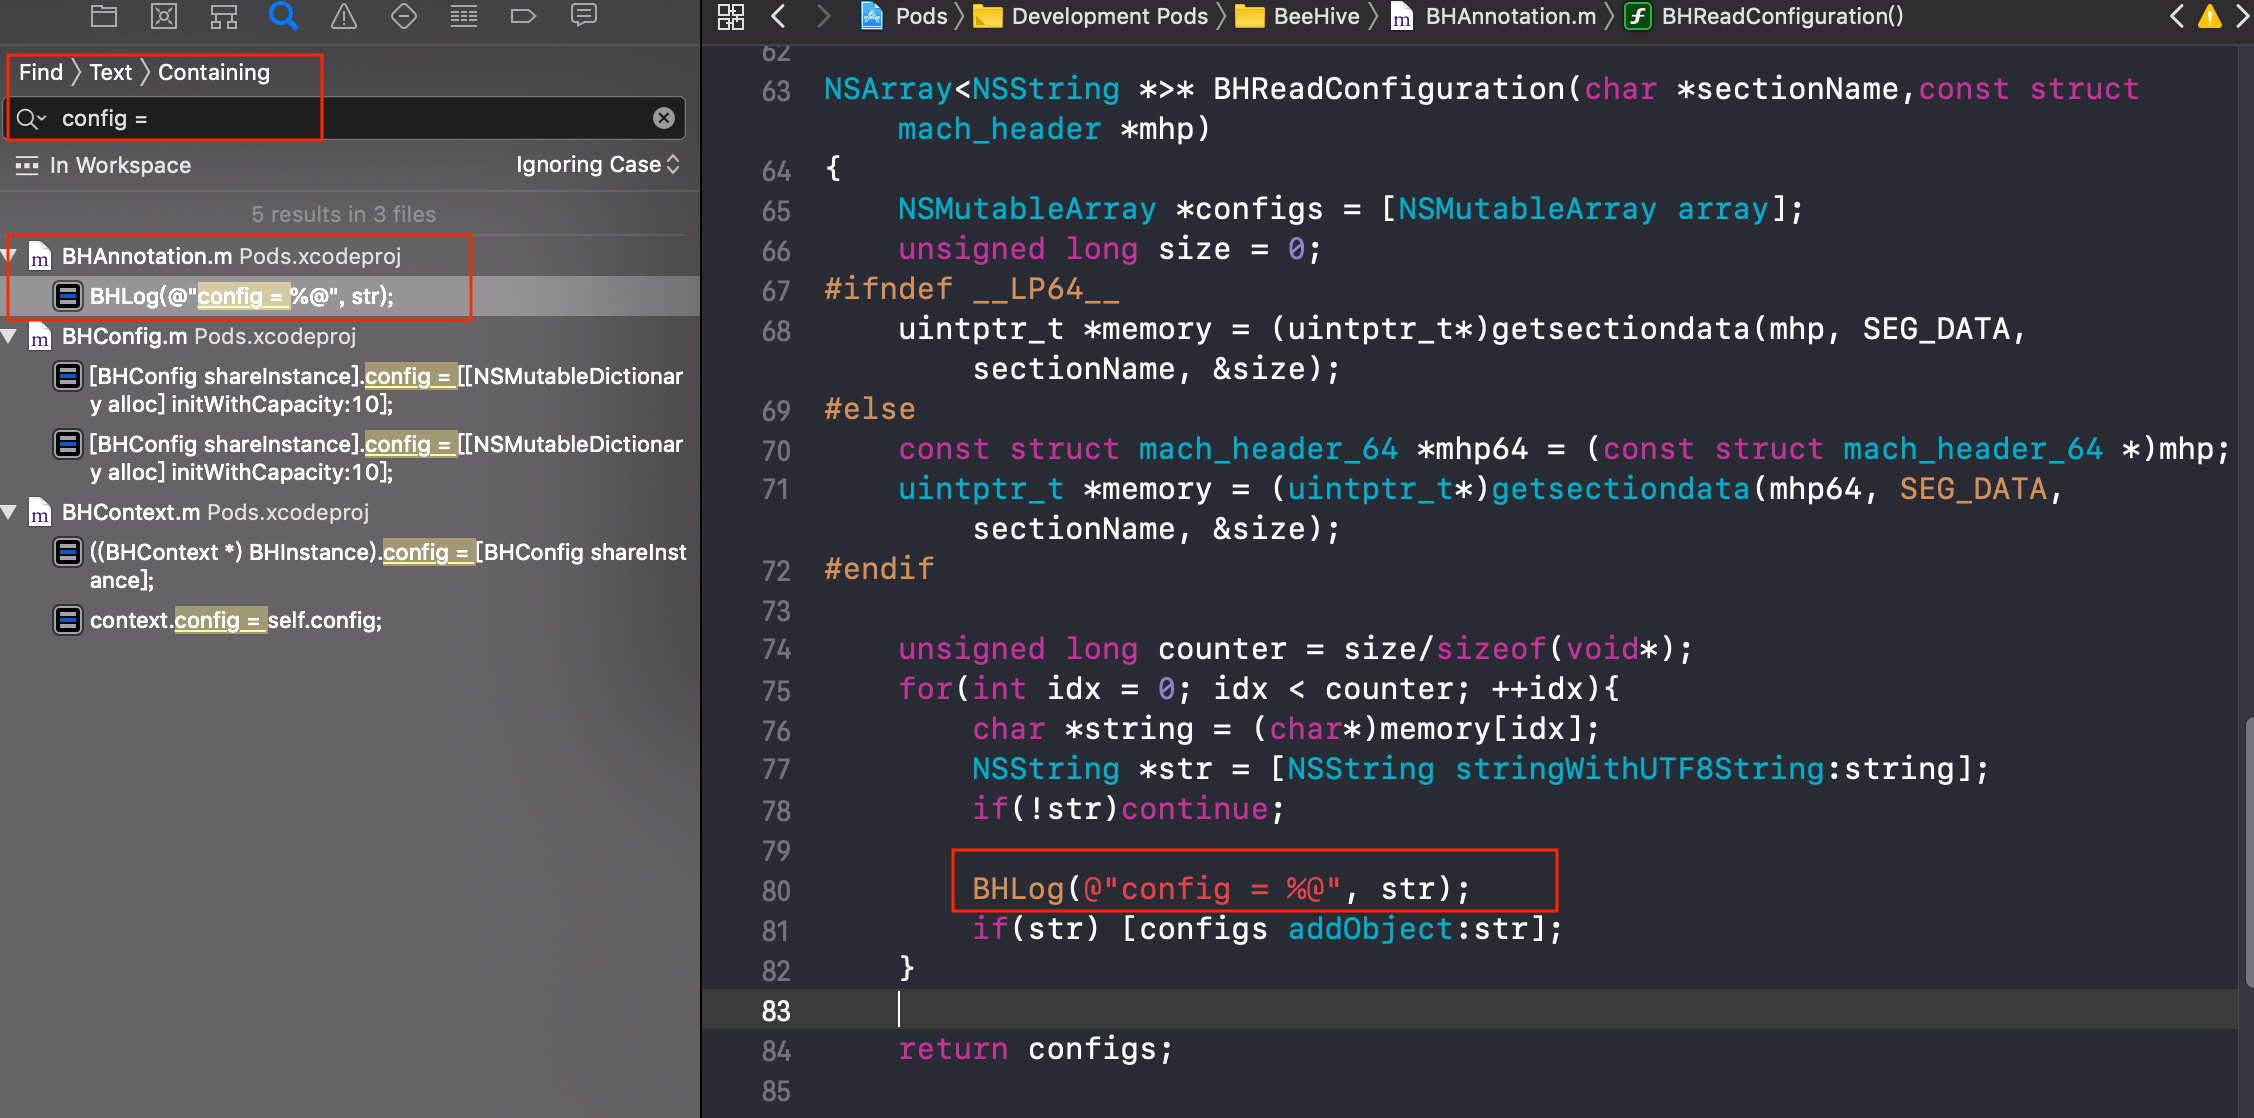 Find 〉 Text 〉 Containing
config =
In Workspace
Ignoring Case
5 results in 3 files
BHAnnotation.m Pods.xcodeproj
BHLog(@"config = %@", str);
BHConfig.m Pods.xcodeproj
[BHConfig shareInstance].config = [[NSMutableDictionar
y alloc] initWithCapacity:10];
[BHConfig shareInstance].config = [[NSMutableDictionar
y alloc] initWithCapacity:10];
BHContext.m Pods.xcodeproj
((BHContext *) BHInstance).config = [BHConfig shareInst
ance];
context.config = self.config;
Pods 〉 Development Pods 〉 BeeHive 〉 m BHAnnotation.m 〉 f BHReadConfiguration()
62
63 NSArray<NSString *>* BHReadConfiguration(char *sectionName,const struct
mach_header *mhp)
64 {
65 NSMutableArray *configs = [NSMutableArray array];
66 unsigned long size = 0;
67 #ifndef __LP64__
68 uintptr_t *memory = (uintptr_t*)getsectiondata(mhp, SEG_DATA,
sectionName, &size);
69 #else
70 const struct mach_header_64 *mhp64 = (const struct mach_header_64 *)mhp;
71 uintptr_t *memory = (uintptr_t*)getsectiondata(mhp64, SEG_DATA,
sectionName, &size);
72 #endif
73
74 unsigned long counter = size/sizeof(void*);
75 for(int idx = 0; idx < counter; ++idx){
76 char *string = (char*)memory[idx];
77 NSString *str = [NSString stringWithUTF8String:string];
78 if(!str)continue;
79
80 BHLog(@"config = %@", str);
81 if(str) [configs addObject:str];
82 }
83
84 return configs;
85